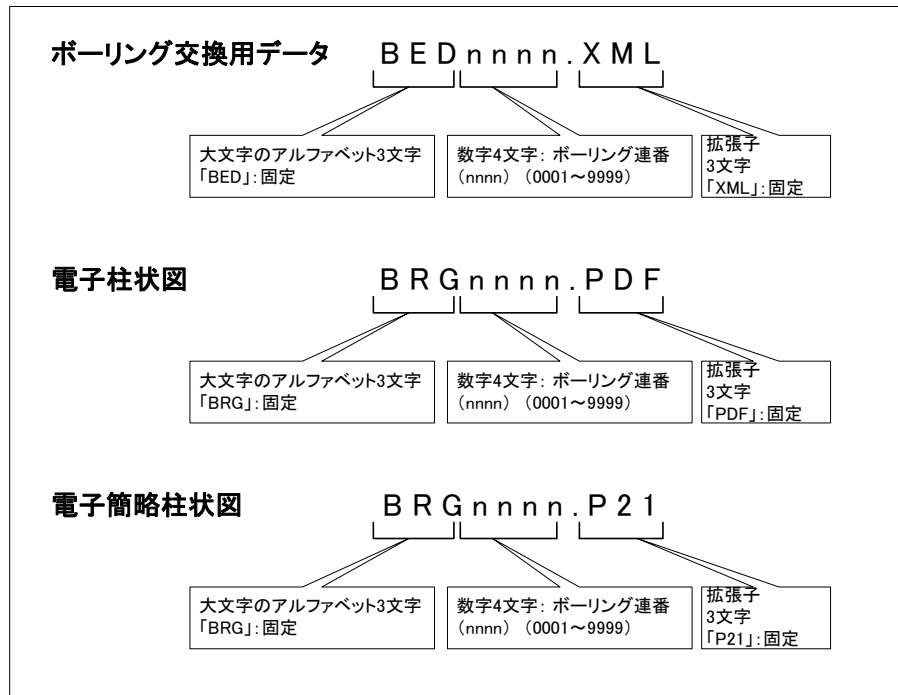 ボーリング交換用データ BEDnnnn.XML
大文字のアルファベット3文字
「BED」:固定
数字4文字: ボーリング連番
(nnnn) (0001～9999)
拡張子
3文字
「XML」:固定
電子柱状図 BRGnnnn.PDF
大文字のアルファベット3文字
「BRG」:固定
数字4文字: ボーリング連番
(nnnn) (0001～9999)
拡張子
3文字
「PDF」:固定
電子簡略柱状図 BRGnnnn.P21
大文字のアルファベット3文字
「BRG」:固定
数字4文字: ボーリング連番
(nnnn) (0001～9999)
拡張子
3文字
「P21」:固定